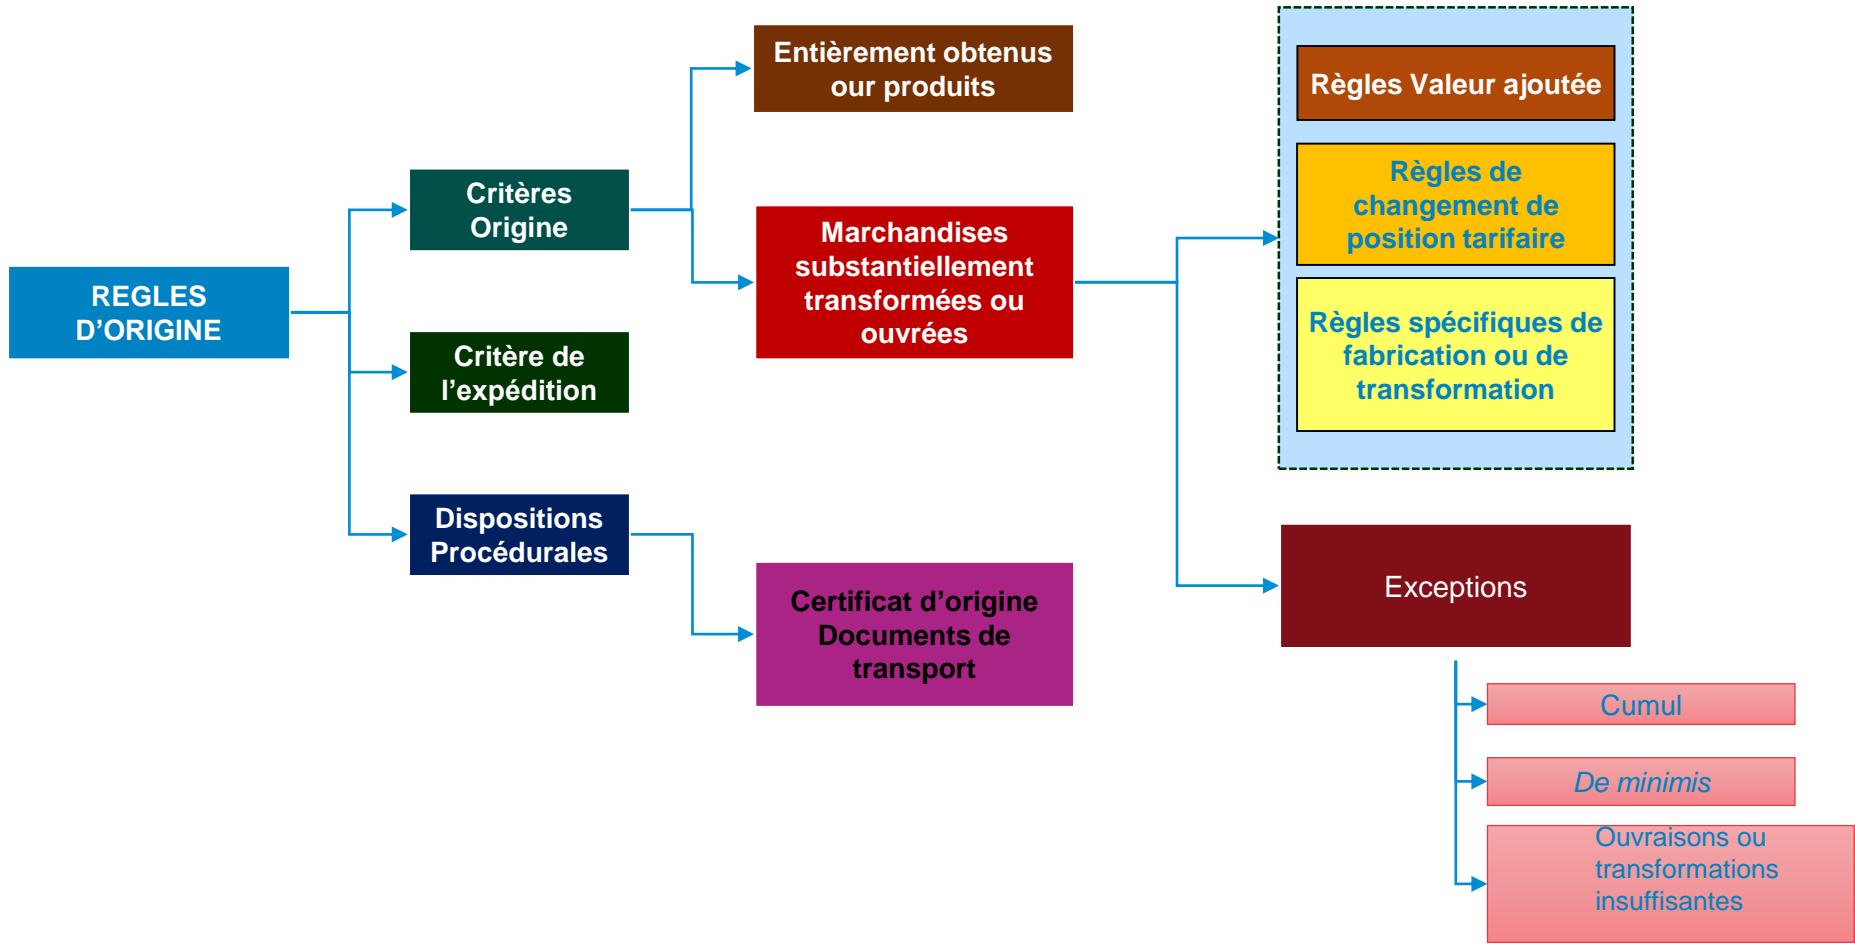 REGLES
D’ORIGINE
Critères
Origine
Critère de
l’expédition
Dispositions
Procédurales
Entièrement obtenus
our produits
Marchandises
substantiellement
transformées ou
ouvrées
Certificat d’origine
Documents de
transport
Règles Valeur ajoutée
Règles de
changement de
position tarifaire
Règles spécifiques de
fabrication ou de
transformation
Exceptions
Cumul
De minimis
Ouvraisons ou
transformations
insuffisantes